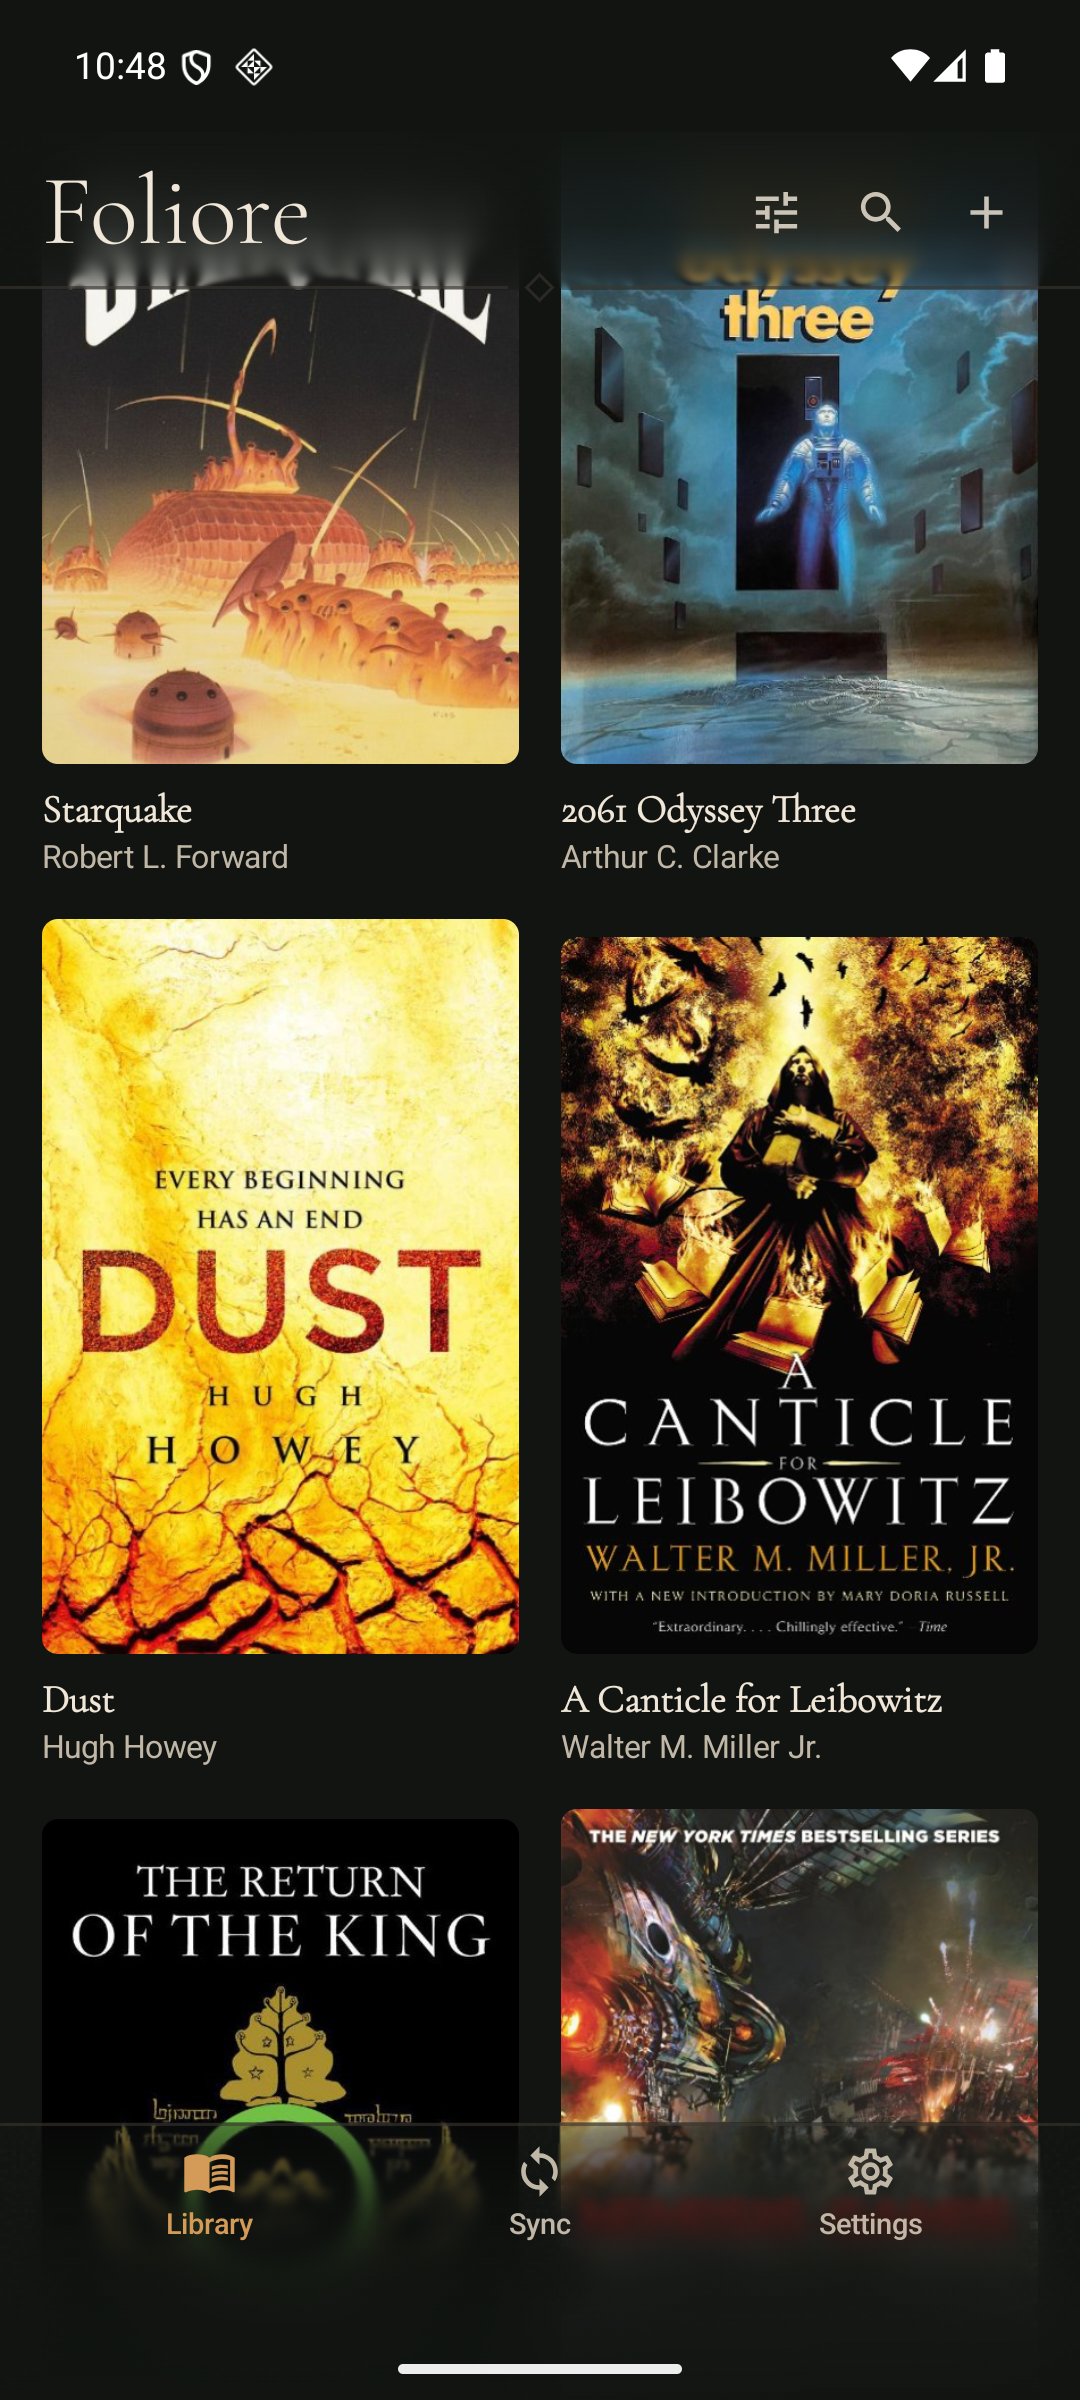 10:48
Foliore
odyssey
three
Starquake
Robert L. Forward
2061 Odyssey Three
Arthur C. Clarke
EVERY BEGINNING
HAS AN END
DUST
HUGH
HOWEY
A
CANTICLE
FOR
LEIBOWITZ
WALTER M. MILLER, JR.
WITH A NEW INTRODUCTION BY MARY DORIA RUSSELL
"Extraordinary. . . . Chillingly effective." Time
Dust
Hugh Howey
A Canticle for Leibowitz
Walter M. Miller Jr.
THE RETURN
OF THE KING
THE NEW YORK TIMES BESTSELLING SERIES
Library
Sync
Settings